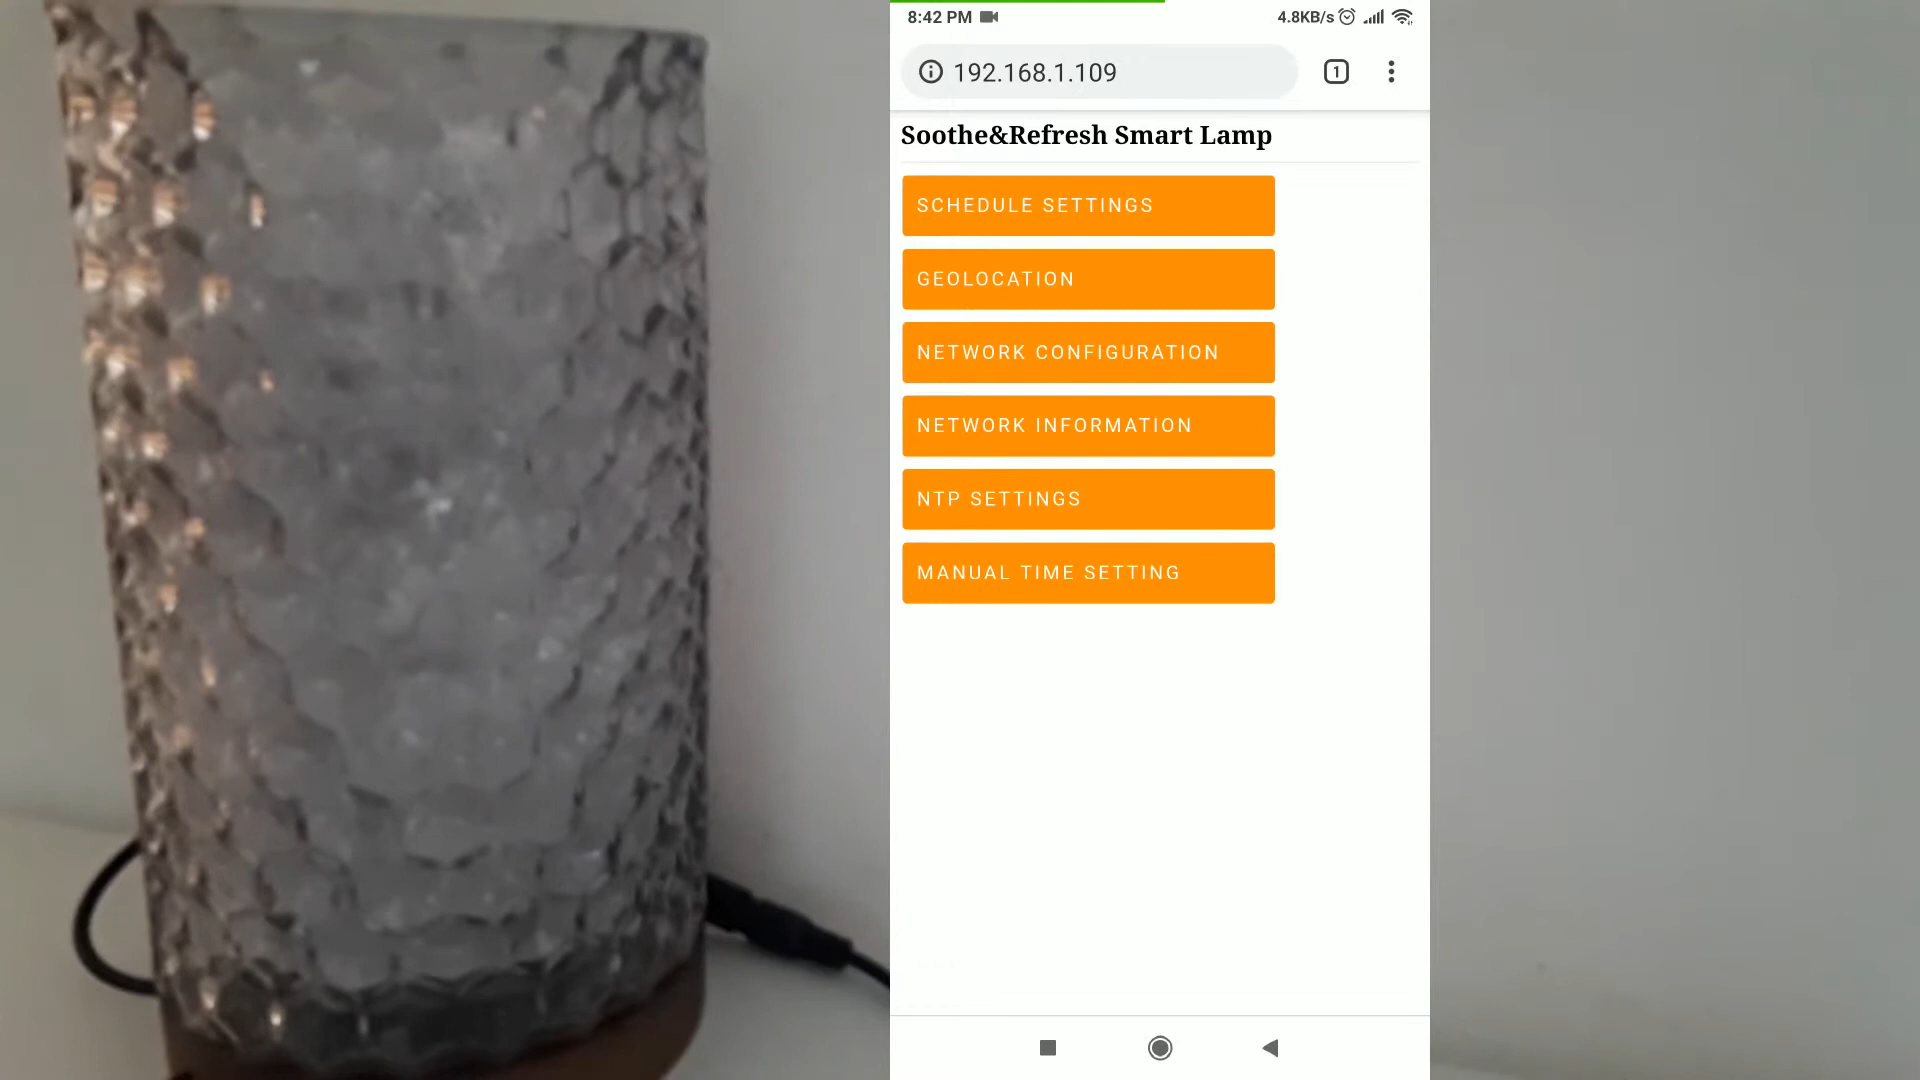 8:42 PM 4.8KB/s
192.168.1.109 1
Soothe&Refresh Smart Lamp
SCHEDULE SETTINGS
GEOLOCATION
NETWORK CONFIGURATION
NETWORK INFORMATION
NTP SETTINGS
MANUAL TIME SETTING